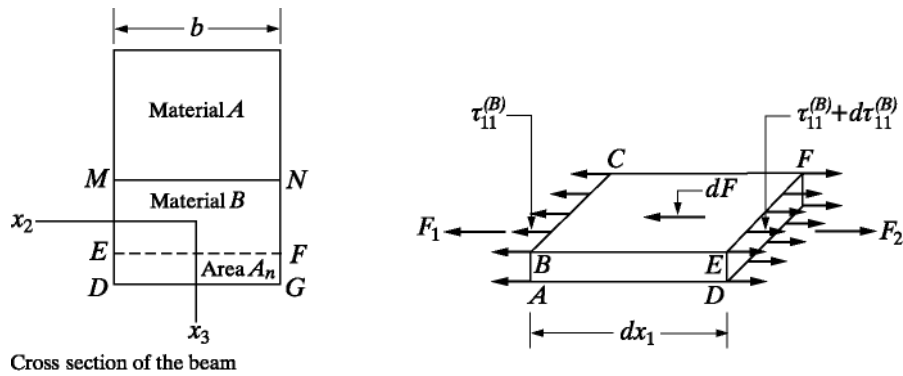 b
Material A
M
N
Material B
x₂
E
F
Area Aₙ
D
G
x₃
Cross section of the beam
τ₁₁⁽ᴮ⁾
τ₁₁⁽ᴮ⁾+dτ₁₁⁽ᴮ⁾
C
F
dF
F₁
F₂
B
E
A
D
dx₁